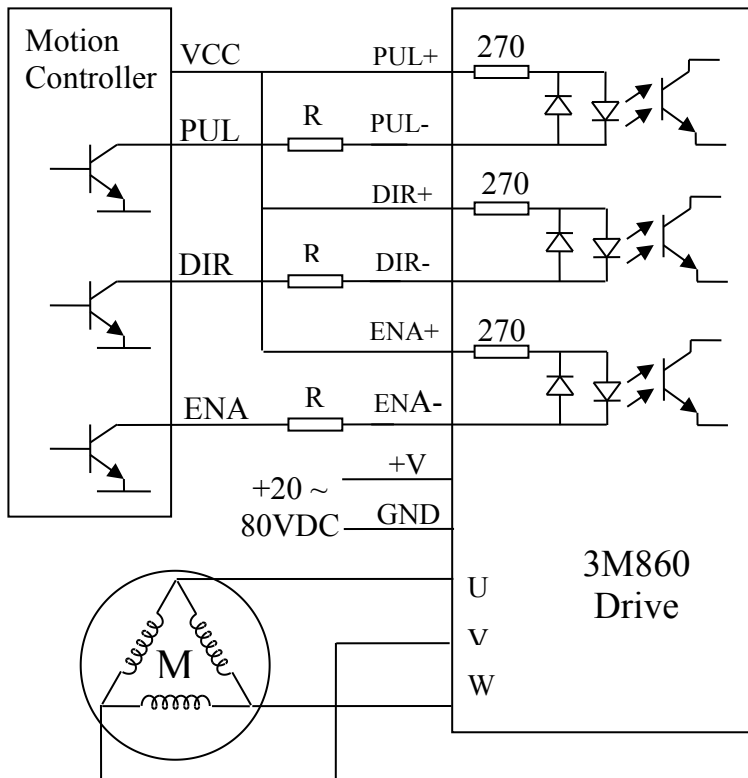 Motion
Controller
VCC
PUL+
270
PUL
R
PUL-
DIR+
270
DIR
R
DIR-
ENA+
270
ENA
R
ENA-
+V
+20 ~
80VDC
GND
3M860
Drive
U
V
W
M